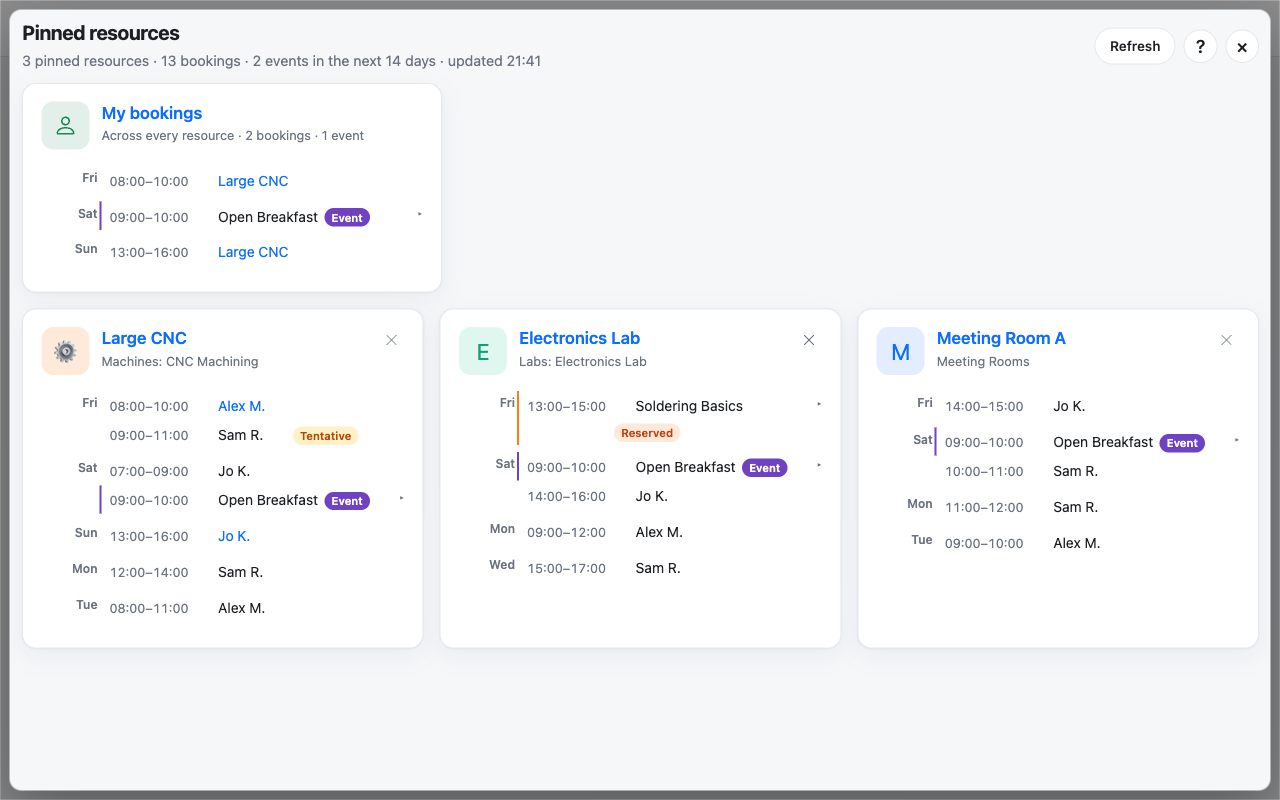 Pinned resources
3 pinned resources · 13 bookings · 2 events in the next 14 days · updated 21:41
Refresh
?
×
My bookings
Across every resource · 2 bookings · 1 event
Fri 08:00–10:00 Large CNC
Sat 09:00–10:00 Open Breakfast Event
Sun 13:00–16:00 Large CNC
Large CNC
Machines: CNC Machining
Fri 08:00–10:00 Alex M.
09:00–11:00 Sam R. Tentative
Sat 07:00–09:00 Jo K.
09:00–10:00 Open Breakfast Event
Sun 13:00–16:00 Jo K.
Mon 12:00–14:00 Sam R.
Tue 08:00–11:00 Alex M.
E
Electronics Lab
Labs: Electronics Lab
Fri 13:00–15:00 Soldering Basics
Reserved
Sat 09:00–10:00 Open Breakfast Event
14:00–16:00 Jo K.
Mon 09:00–12:00 Alex M.
Wed 15:00–17:00 Sam R.
M
Meeting Room A
Meeting Rooms
Fri 14:00–15:00 Jo K.
Sat 09:00–10:00 Open Breakfast Event
10:00–11:00 Sam R.
Mon 11:00–12:00 Sam R.
Tue 09:00–10:00 Alex M.